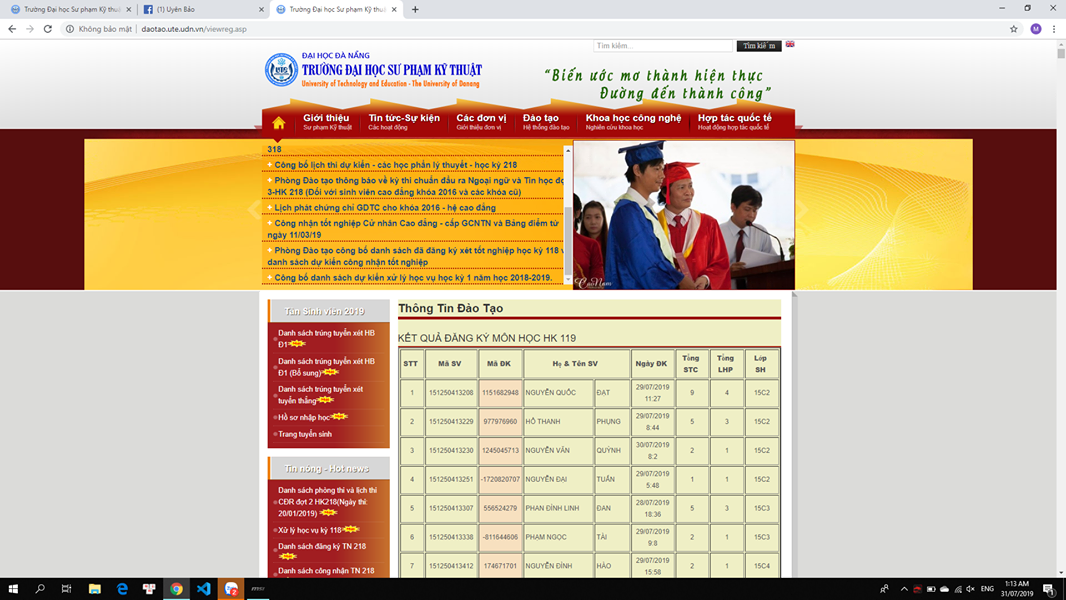 Trường Đại học Sư phạm Kỹ thuậ
(1) Uyên Bảo
Trường Đại học Sư phạm Kỹ thuậ
Không bảo mật | daotao.ute.udn.vn/viewreg.asp
Tìm kiếm...
Tìm kiếm
ĐẠI HỌC ĐÀ NẴNG
TRƯỜNG ĐẠI HỌC SƯ PHẠM KỸ THUẬT
University of Technology and Education - The University of Danang
“Biến ước mơ thành hiện thực
Đường đến thành công”
Giới thiệu Tin tức-Sự kiện Các đơn vị Đào tạo Khoa học công nghệ Hợp tác quốc tế
Sư phạm Kỹ thuật Các hoạt động Giới thiệu đơn vị Hệ thống đào tạo Nghiên cứu khoa học Hoạt động hợp tác quốc tế
318
+ Công bố lịch thi dự kiến - các học phần lý thuyết - học kỳ 218
+ Phòng Đào tạo thông báo về kỳ thi chuẩn đầu ra Ngoại ngữ và Tin học đợ
3-HK 218 (Đối với sinh viên cao đẳng khóa 2016 và các khóa cũ)
+ Lịch phát chứng chỉ GDTC cho khóa 2016 - hệ cao đẳng
+ Công nhận tốt nghiệp Cử nhân Cao đẳng - cấp GCNTN và Bảng điểm từ
ngày 11/03/19
+ Phòng Đào tạo công bố danh sách đã đăng ký xét tốt nghiệp học kỳ 118 v
danh sách dự kiến công nhận tốt nghiệp
+ Công bố danh sách dự kiến xử lý học vụ học kỳ 1 năm học 2018-2019.
Tân Sinh viên 2019
Danh sách trúng tuyển xét HB
Đ1
Danh sách trúng tuyển xét HB
Đ1 (Bổ sung)
Danh sách trúng tuyển xét
tuyển thẳng
Hồ sơ nhập học
Trang tuyển sinh
Tin nóng - Hot news
Danh sách phòng thi và lịch thi
CĐR đợt 2 HK218(Ngày thi:
20/01/2019)
Xử lý học vụ kỳ 118
Danh sách đăng ký TN 218
Danh sách công nhận TN 218
Thông Tin Đào Tạo
KẾT QUẢ ĐĂNG KÝ MÔN HỌC HK 119
STT Mã SV Mã ĐK Họ & Tên SV Ngày ĐK Tổng STC Tổng LHP Lớp SH
1 151250413208 1151682948 NGUYỄN QUỐC ĐẠT 29/07/2019 11:27 9 4 15C2
2 151250413229 977976960 HỒ THANH PHỤNG 29/07/2019 8:44 5 3 15C2
3 151250413230 1245045713 NGUYỄN VĂN QUỲNH 30/07/2019 8:2 2 1 15C2
4 151250413251 -1720820707 NGUYỄN ĐẠI TUẤN 29/07/2019 5:48 1 1 15C2
5 151250413307 556524279 PHAN ĐÌNH LINH ĐAN 28/07/2019 18:36 5 3 15C3
6 151250413338 -811644606 PHẠM NGỌC TÀI 29/07/2019 9:8 2 1 15C3
7 151250413412 174671701 NGUYỄN ĐÌNH HẢO 29/07/2019 15:58 2 1 15C4
ENG
1:13 AM
31/07/2019